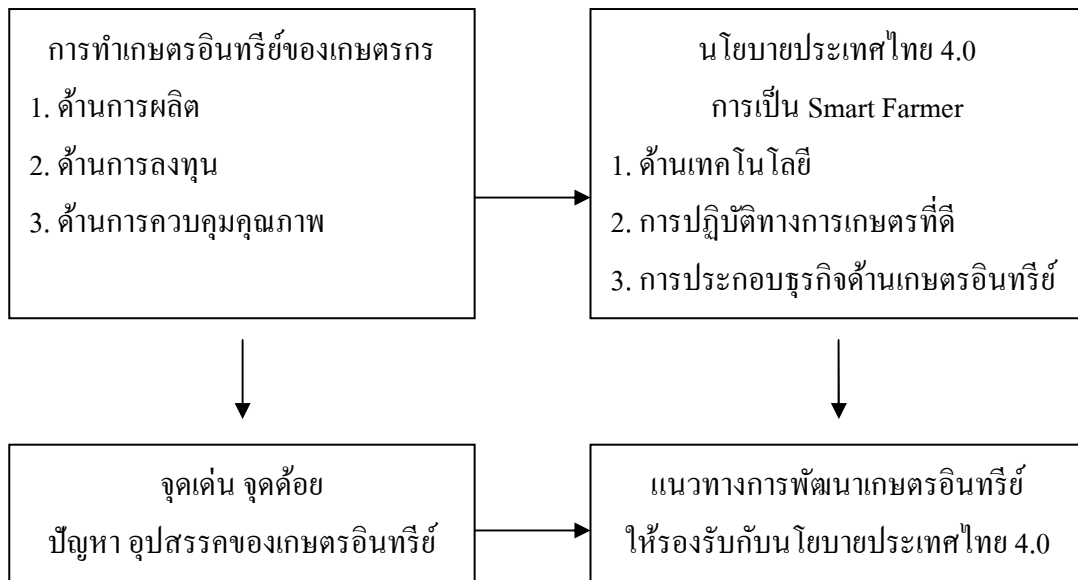 การทำเกษตรอินทรีย์ของเกษตรกร
1. ด้านการผลิต
2. ด้านการลงทุน
3. ด้านการควบคุมคุณภาพ
นโยบายประเทศไทย 4.0
การเป็น Smart Farmer
1. ด้านเทคโนโลยี
2. การปฏิบัติทางการเกษตรที่ดี
3. การประกอบธุรกิจด้านเกษตรอินทรีย์
จุดเด่น จุดด้อย
ปัญหา อุปสรรคของเกษตรอินทรีย์
แนวทางการพัฒนาเกษตรอินทรีย์
ให้รองรับกับนโยบายประเทศไทย 4.0